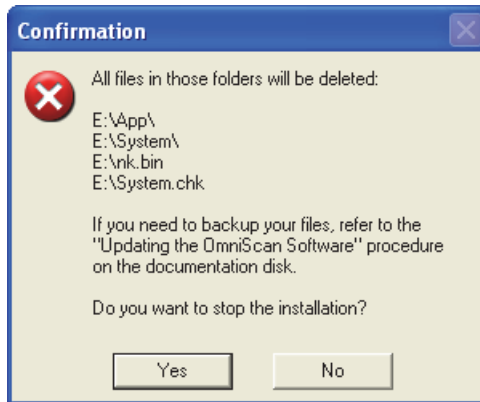 Confirmation
All files in those folders will be deleted:
E:\App\
E:\System\
E:\nk.bin
E:\System.chk
If you need to backup your files, refer to the
"Updating the OmniScan Software" procedure
on the documentation disk.
Do you want to stop the installation?
Yes No